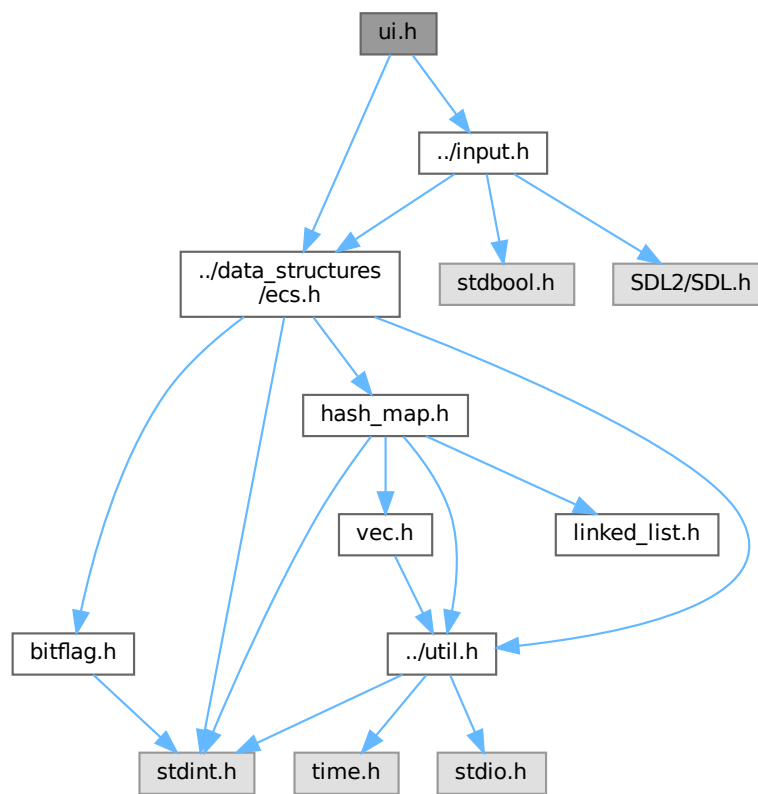 ui.h
../input.h
../data_structures
/ecs.h
stdbool.h
SDL2/SDL.h
hash_map.h
vec.h
linked_list.h
bitflag.h
../util.h
stdint.h
time.h
stdio.h